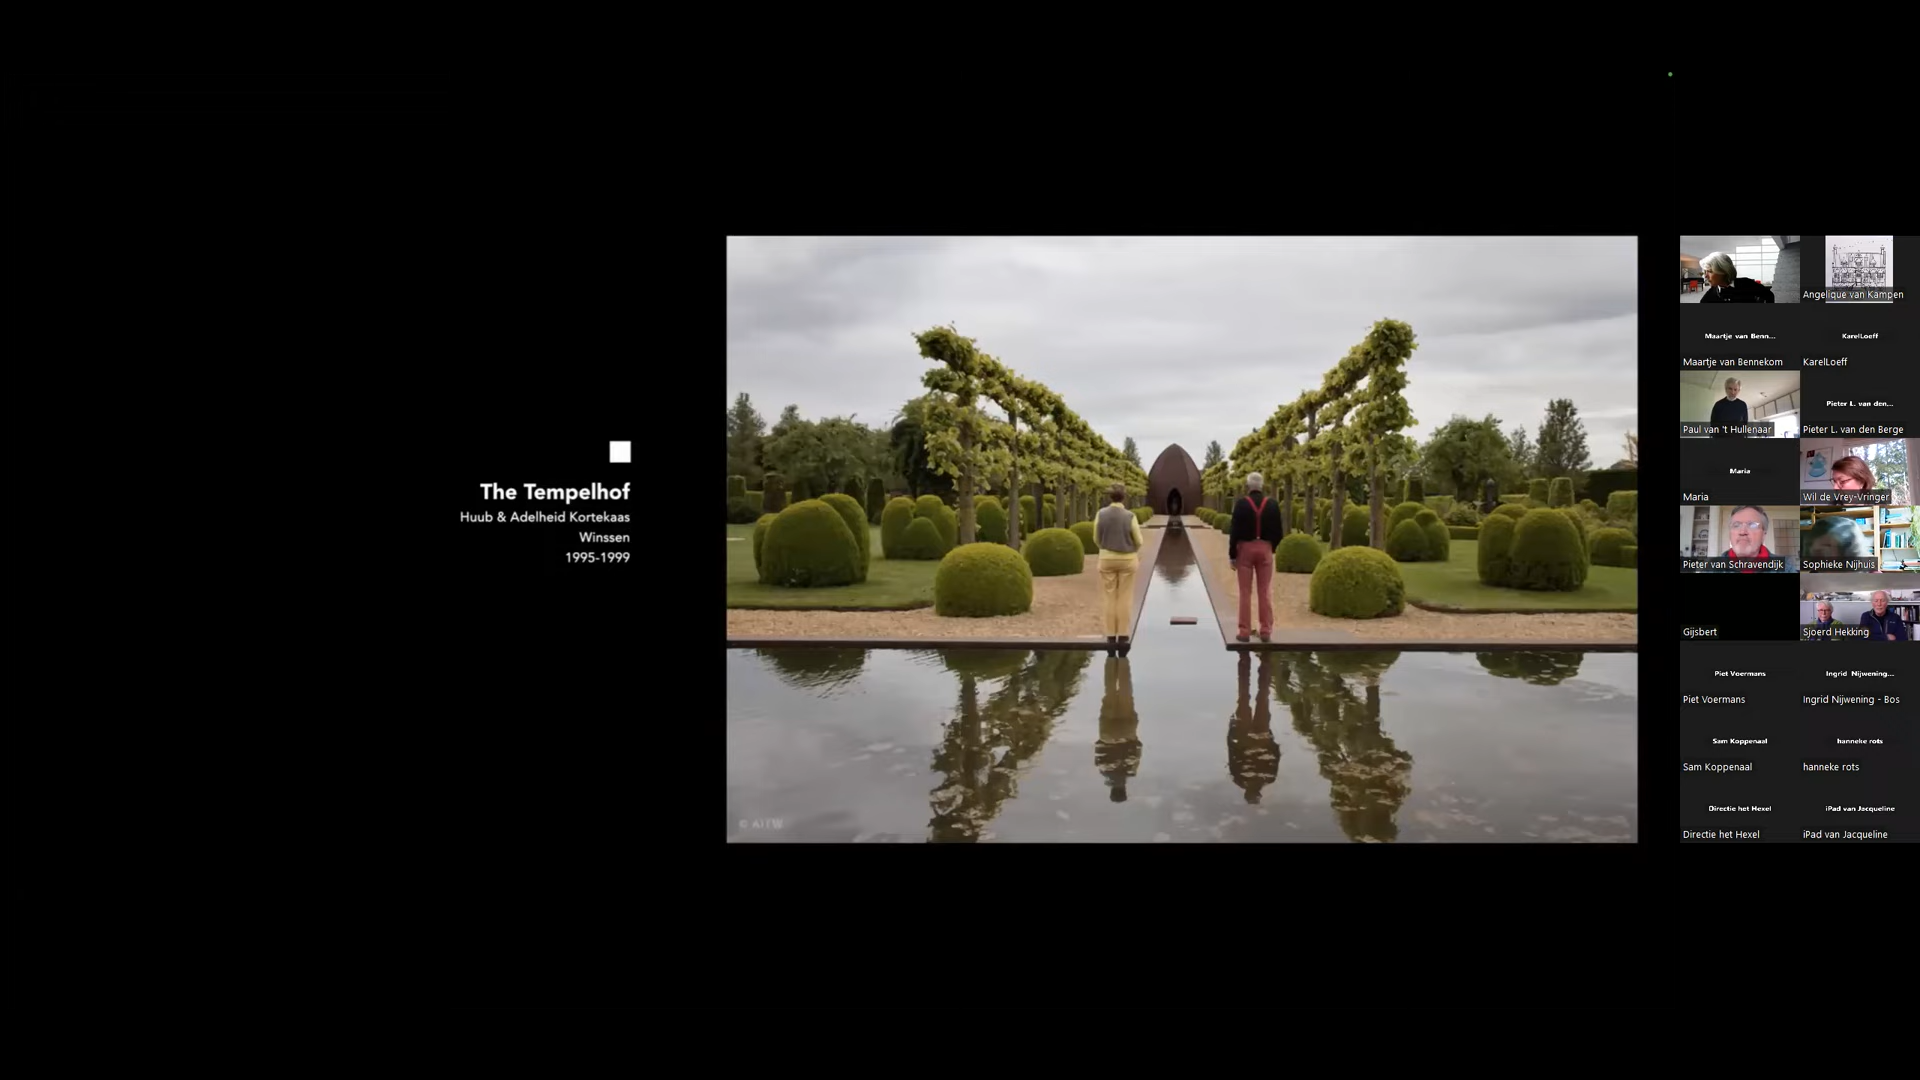 The Tempelhof
Huub & Adelheid Kortekaas
Winssen
1995-1999
© AITW
Angelique van Kampen
Maartje van Benn...
Maartje van Bennekom
KarelLoeff
KarelLoeff
Paul van 't Hullenaar
Pieter L. van den...
Pieter L. van den Berge
Maria
Maria
Wil de Vrey-Vringer
Pieter van Schravendijk
Sophieke Nijhuis
Gijsbert
Sjoerd Hekking
Piet Voermans
Piet Voermans
Ingrid Nijwening...
Ingrid Nijwening - Bos
Sam Koppenaal
Sam Koppenaal
hanneke rots
hanneke rots
Directie het Hexel
Directie het Hexel
iPad van Jacqueline
iPad van Jacqueline